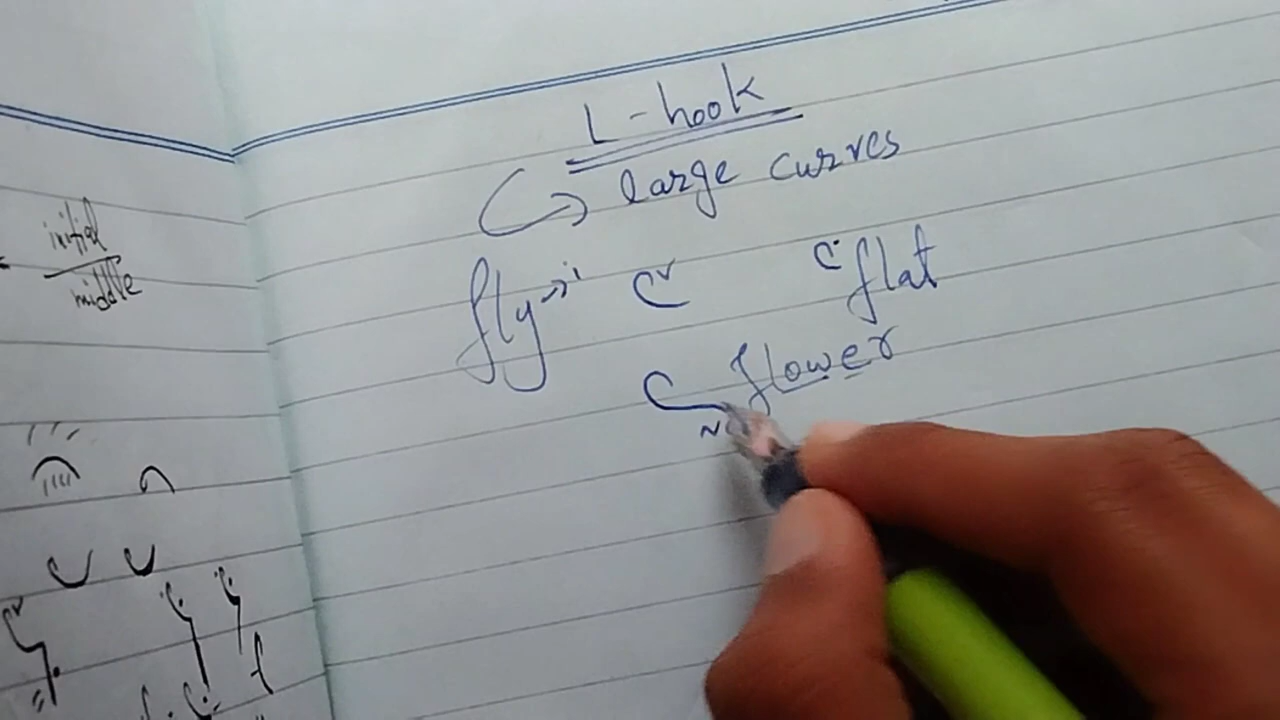 L-hook
large curves
initial
middle
fly→i
flat
flower